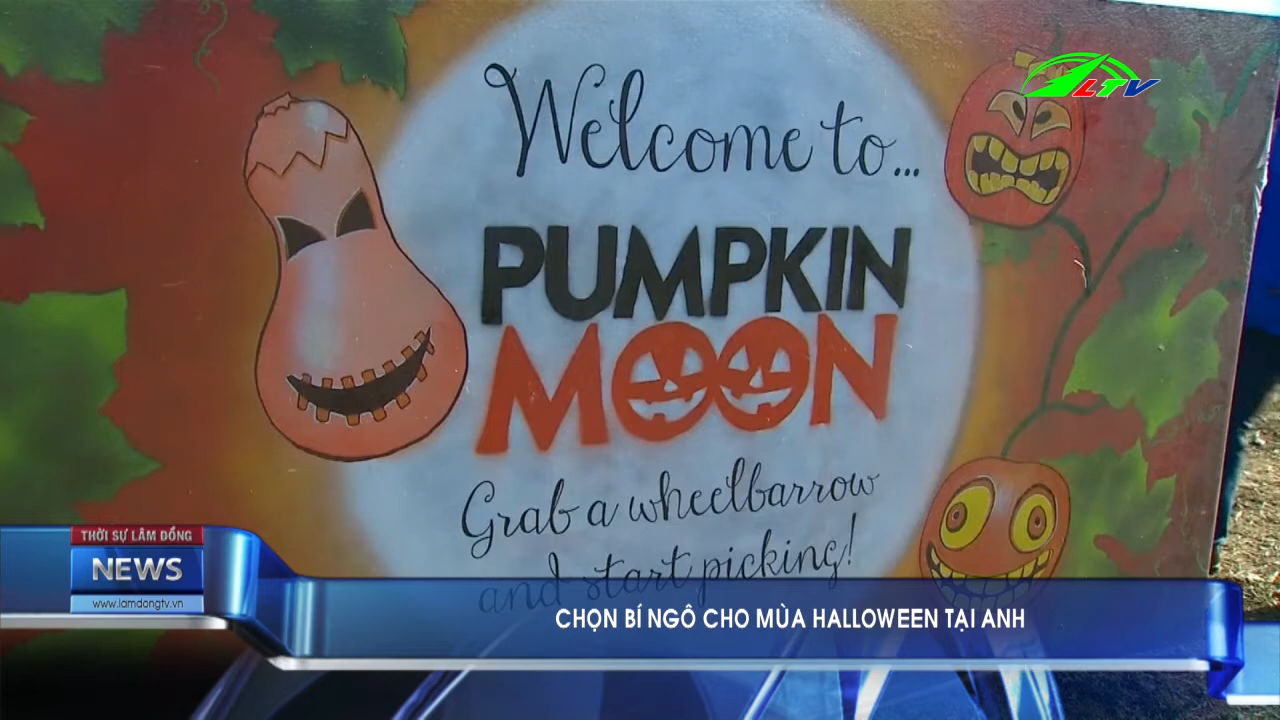 LTV
Welcome to...
PUMPKIN
MOON
Grab a wheelbarrow
and start picking!
THỜI SỰ LÂM ĐỒNG
NEWS
www.lamdongtv.vn
CHỌN BÍ NGÔ CHO MÙA HALLOWEEN TẠI ANH